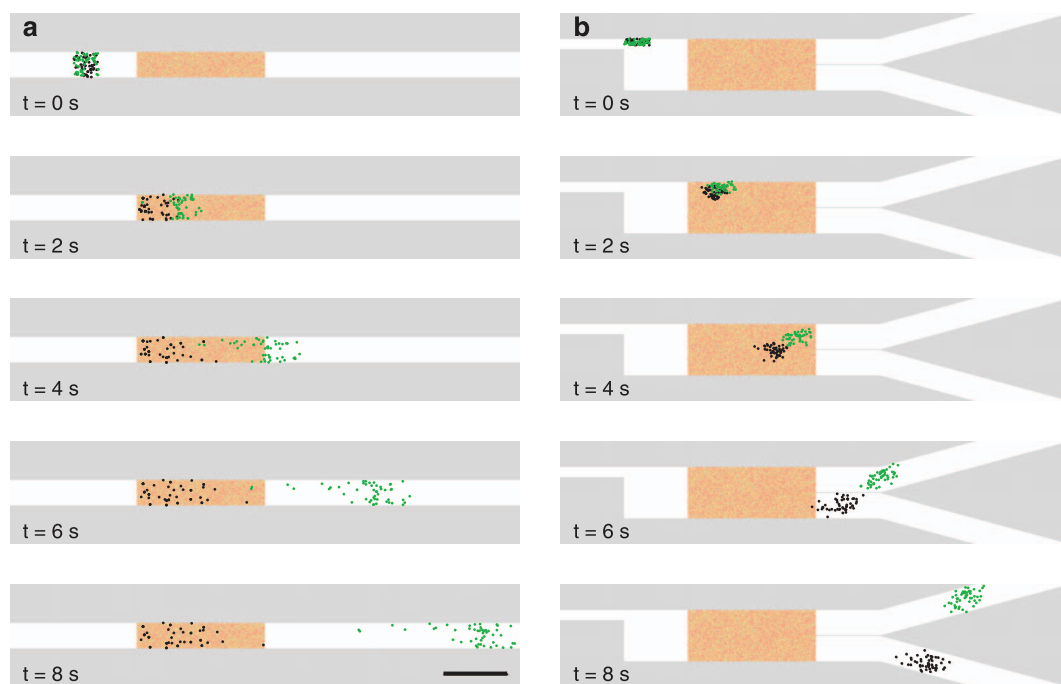 a
t = 0 s
t = 2 s
t = 4 s
t = 6 s
t = 8 s
b
t = 0 s
t = 2 s
t = 4 s
t = 6 s
t = 8 s